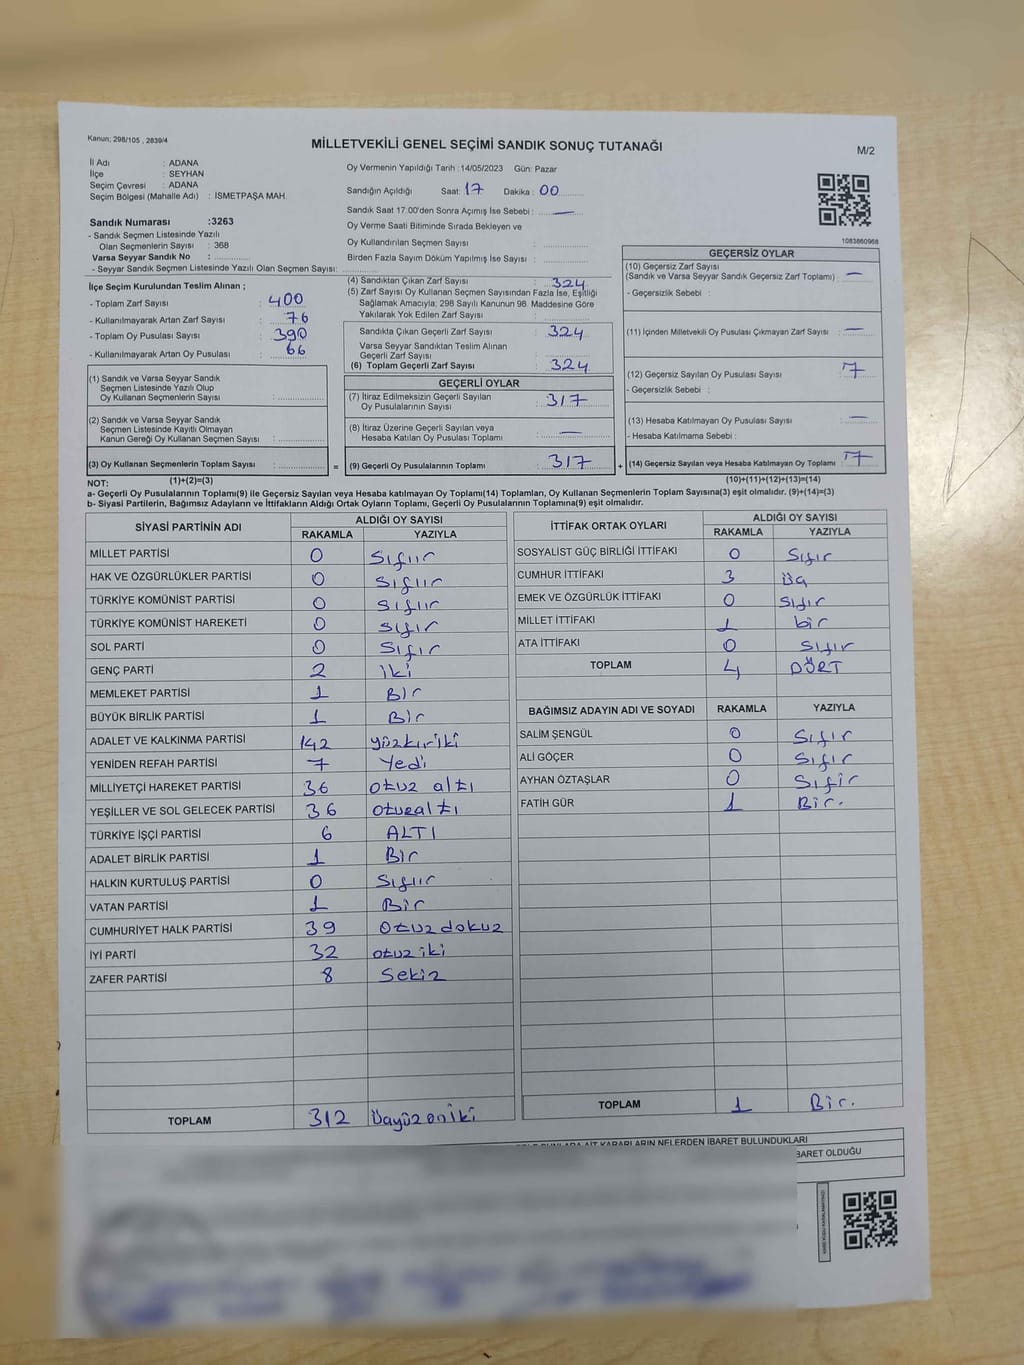 Kanun: 298/105 , 2839/4
MİLLETVEKİLİ GENEL SEÇİMİ SANDIK SONUÇ TUTANAĞI
M/2
İl Adı : ADANA
İlçe : SEYHAN
Seçim Çevresi : ADANA
Seçim Bölgesi (Mahalle Adı) : İSMETPAŞA MAH.
Sandık Numarası :3263
- Sandık Seçmen Listesinde Yazılı
Olan Seçmenlerin Sayısı : 368
Varsa Seyyar Sandık No :
- Seyyar Sandık Seçmen Listesinde Yazılı Olan Seçmen Sayısı:
Oy Vermenin Yapıldığı Tarih : 14/05/2023 Gün: Pazar
Sandığın Açıldığı Saat: 17 Dakika : 00
Sandık Saat 17.00'den Sonra Açımış İse Sebebi : —
Oy Verme Saati Bitiminde Sırada Bekleyen ve
Oy Kullandırılan Seçmen Sayısı :
Birden Fazla Sayım Döküm Yapılmış İse Sayısı :
1083860968
İlçe Seçim Kurulundan Teslim Alınan ;
- Toplam Zarf Sayısı : 400
- Kullanılmayarak Artan Zarf Sayısı : 76
- Toplam Oy Pusulası Sayısı : 390
- Kullanılmayarak Artan Oy Pusulası : 66
(1) Sandık ve Varsa Seyyar Sandık
Seçmen Listesinde Yazılı Olup
Oy Kullanan Seçmenlerin Sayısı :
(2) Sandık ve Varsa Seyyar Sandık
Seçmen Listesinde Kayıtlı Olmayan
Kanun Gereği Oy Kullanan Seçmen Sayısı :
(3) Oy Kullanan Seçmenlerin Toplam Sayısı :
(4) Sandıktan Çıkan Zarf Sayısı : 324
(5) Zarf Sayısı Oy Kullanan Seçmen Sayısından Fazla İse, Eşitliği
Sağlamak Amacıyla; 298 Sayılı Kanunun 98. Maddesine Göre
Yakılarak Yok Edilen Zarf Sayısı :
Sandıkta Çıkan Geçerli Zarf Sayısı : 324
Varsa Seyyar Sandıktan Teslim Alınan
Geçerli Zarf Sayısı :
(6) Toplam Geçerli Zarf Sayısı : 324
GEÇERLİ OYLAR
(7) İtiraz Edilmeksizin Geçerli Sayılan
Oy Pusulalarının Sayısı : 317
(8) İtiraz Üzerine Geçerli Sayılan veya
Hesaba Katılan Oy Pusulası Toplamı : —
= (9) Geçerli Oy Pusulalarının Toplamı : 317 +
GEÇERSİZ OYLAR
(10) Geçersiz Zarf Sayısı
(Sandık ve Varsa Seyyar Sandık Geçersiz Zarf Toplamı) : —
- Geçersizlik Sebebi :
(11) İçinden Milletvekili Oy Pusulası Çıkmayan Zarf Sayısı : —
(12) Geçersiz Sayılan Oy Pusulası Sayısı : 7
- Geçersizlik Sebebi :
(13) Hesaba Katılmayan Oy Pusulası Sayısı : —
- Hesaba Katılmama Sebebi :
(14) Geçersiz Sayılan veya Hesaba Katılmayan Oy Toplamı : 7
NOT: (1)+(2)=(3) (10)+(11)+(12)+(13)=(14)
a- Geçerli Oy Pusulalarının Toplamı(9) ile Geçersiz Sayılan veya Hesaba katılmayan Oy Toplam(14) Toplamları, Oy Kullanan Seçmenlerin Toplam Sayısına(3) eşit olmalıdır. (9)+(14)=(3)
b- Siyasi Partilerin, Bağımsız Adayların ve İttifakların Aldığı Ortak Oyların Toplamı, Geçerli Oy Pusulalarının Toplamına(9) eşit olmalıdır.
SİYASİ PARTİNİN ADI ALDIĞI OY SAYISI
RAKAMLA YAZIYLA
MİLLET PARTİSİ 0 Sıfıır
HAK VE ÖZGÜRLÜKLER PARTİSİ 0 Sıfıır
TÜRKİYE KOMÜNİST PARTİSİ 0 Sıfıır
TÜRKİYE KOMÜNİST HAREKETİ 0 sıfır
SOL PARTİ 0 Sıfır
GENÇ PARTİ 2 iki
MEMLEKET PARTİSİ 1 Bir
BÜYÜK BİRLİK PARTİSİ 1 Bir
ADALET VE KALKINMA PARTİSİ 142 yüzkırkiki
YENİDEN REFAH PARTİSİ 7 Yedi
MİLLİYETÇİ HAREKET PARTİSİ 36 otuz altı
YEŞİLLER VE SOL GELECEK PARTİSİ 36 otuzaltı
TÜRKİYE İŞÇİ PARTİSİ 6 ALTI
ADALET BİRLİK PARTİSİ 1 Bir
HALKIN KURTULUŞ PARTİSİ 0 Sıfıır
VATAN PARTİSİ 1 Bir
CUMHURİYET HALK PARTİSİ 39 otuzdokuz
İYİ PARTİ 32 otuz iki
ZAFER PARTİSİ 8 Sekiz
TOPLAM 312 Üçyüzoniki
İTTİFAK ORTAK OYLARI ALDIĞI OY SAYISI
RAKAMLA YAZIYLA
SOSYALİST GÜÇ BİRLİĞİ İTTİFAKI 0 Sıfır
CUMHUR İTTİFAKI 3 Üç
EMEK VE ÖZGÜRLÜK İTTİFAKI 0 Sıfır
MİLLET İTTİFAKI 1 bir
ATA İTTİFAKI 0 Sıfır
TOPLAM 4 DÖRT
BAĞIMSIZ ADAYIN ADI VE SOYADI RAKAMLA YAZIYLA
SALİM ŞENGÜL 0 Sıfır
ALİ GÖÇER 0 Sıfır
AYHAN ÖZTAŞLAR 0 Sıfir
FATİH GÜR 1 Bir.
TOPLAM 1 Bir.
KARARLARIN NELERDEN İBARET BULUNDUKLARI
BARET OLDUĞU